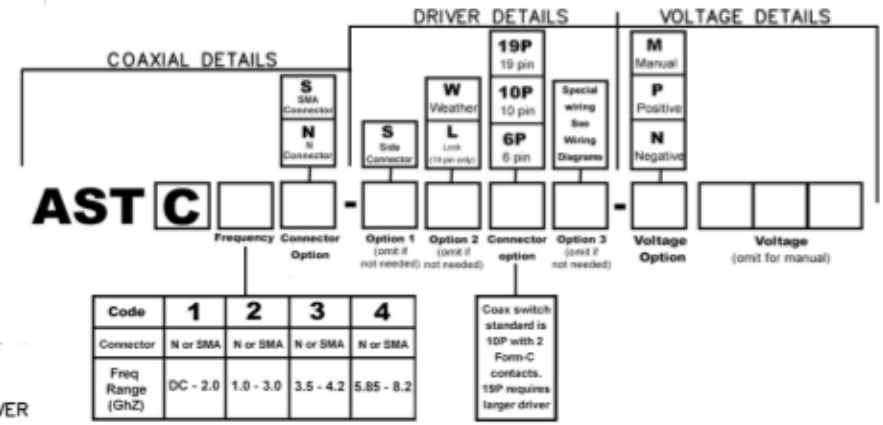 DRIVER DETAILS
VOLTAGE DETAILS
COAXIAL DETAILS
S
SMA
Connector
N
N
Connector
S
Side
Connector
W
Weather
L
Lock
(19 pin only)
19P
19 pin
10P
10 pin
6P
6 pin
Special
wiring
See
Wiring
Diagrams
M
Manual
P
Positive
N
Negative
AST C - -
Frequency
Connector
Option
Option 1
(omit if
not needed)
Option 2
(omit if
not needed)
Connector
option
Option 3
(omit if
not needed)
Voltage
Option
Voltage
(omit for manual)
Code 1 2 3 4
Connector N or SMA N or SMA N or SMA N or SMA
Freq
Range
(GhZ)
DC - 2.0 1.0 - 3.0 3.5 - 4.2 5.85 - 8.2
Coax switch
standard is
10P with 2
Form-C
contacts.
19P requires
larger driver
VER